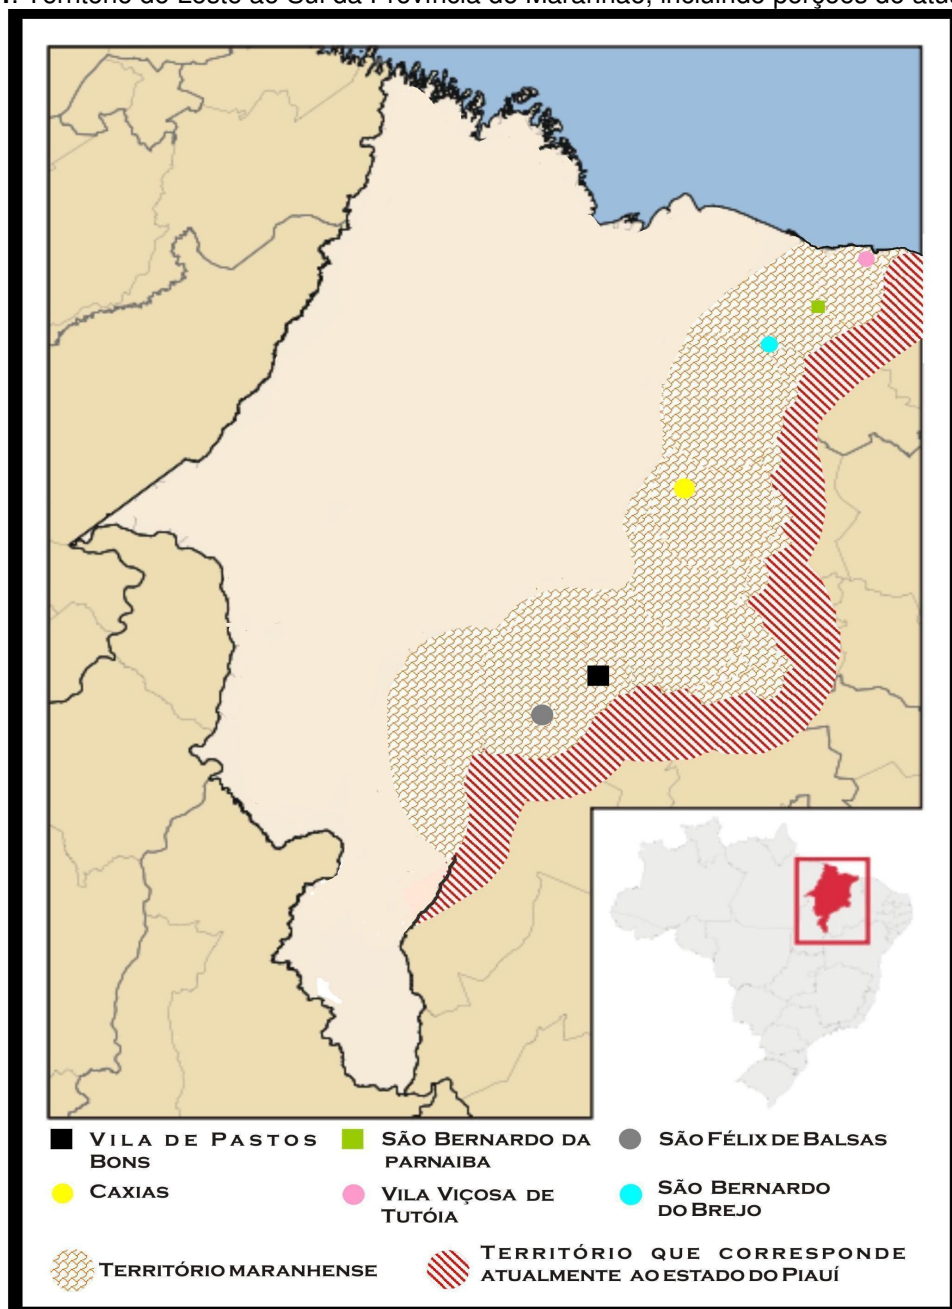 Território do Leste ao Sul da Província do Maranhão, incluindo porções do
VILA DE PASTOS
BONS
SÃO BERNARDO DA
PARNAIBA
SÃO FÉLIX DE BALSAS
CAXIAS
VILA VIÇOSA DE
TUTÓIA
SÃO BERNARDO
DO BREJO
TERRITÓRIO MARANHENSE
TERRITÓRIO QUE CORRESPONDE
ATUALMENTE AO ESTADO DO PIAUÍ